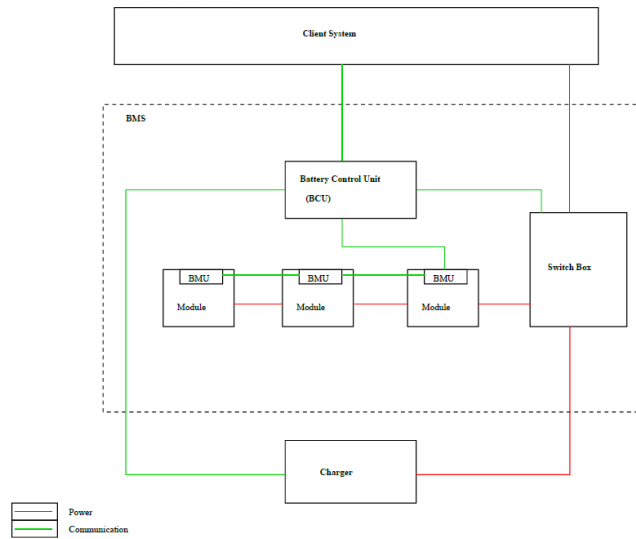 Client System
BMS
Battery Control Unit
(BCU)
Switch Box
BMU
BMU
BMU
Module
Module
Module
Charger
Power
Communication